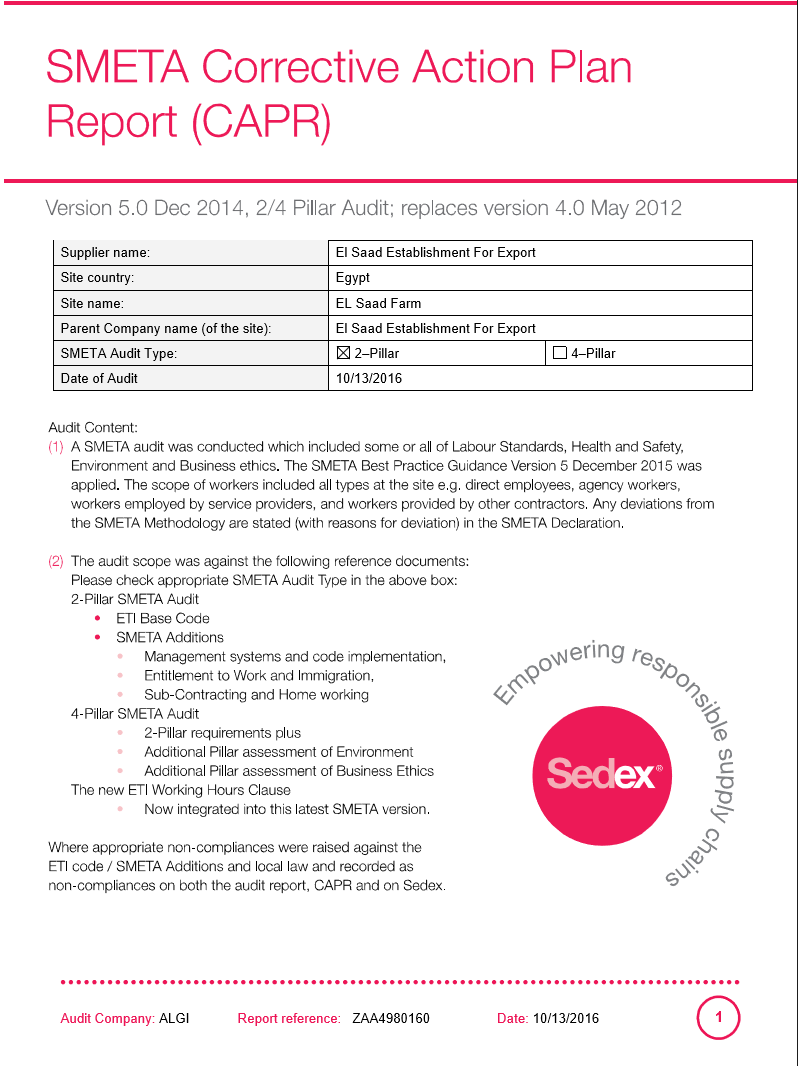 SMETA Corrective Action Plan
Report (CAPR)
Version 5.0 Dec 2014, 2/4 Pillar Audit; replaces version 4.0 May 2012
Supplier name: El Saad Establishment For Export
Site country: Egypt
Site name: EL Saad Farm
Parent Company name (of the site): El Saad Establishment For Export
SMETA Audit Type: ☒ 2–Pillar ☐ 4–Pillar
Date of Audit 10/13/2016
Audit Content:
(1) A SMETA audit was conducted which included some or all of Labour Standards, Health and Safety,
Environment and Business ethics. The SMETA Best Practice Guidance Version 5 December 2015 was
applied. The scope of workers included all types at the site e.g. direct employees, agency workers,
workers employed by service providers, and workers provided by other contractors. Any deviations from
the SMETA Methodology are stated (with reasons for deviation) in the SMETA Declaration.
(2) The audit scope was against the following reference documents:
Please check appropriate SMETA Audit Type in the above box:
2-Pillar SMETA Audit
• ETI Base Code
• SMETA Additions
• Management systems and code implementation,
• Entitlement to Work and Immigration,
• Sub-Contracting and Home working
4-Pillar SMETA Audit
• 2-Pillar requirements plus
• Additional Pillar assessment of Environment
• Additional Pillar assessment of Business Ethics
The new ETI Working Hours Clause
• Now integrated into this latest SMETA version.
Where appropriate non-compliances were raised against the
ETI code / SMETA Additions and local law and recorded as
non-compliances on both the audit report, CAPR and on Sedex.
Empowering responsible supply chains
Sedex®
Audit Company: ALGI Report reference: ZAA4980160 Date: 10/13/2016 1